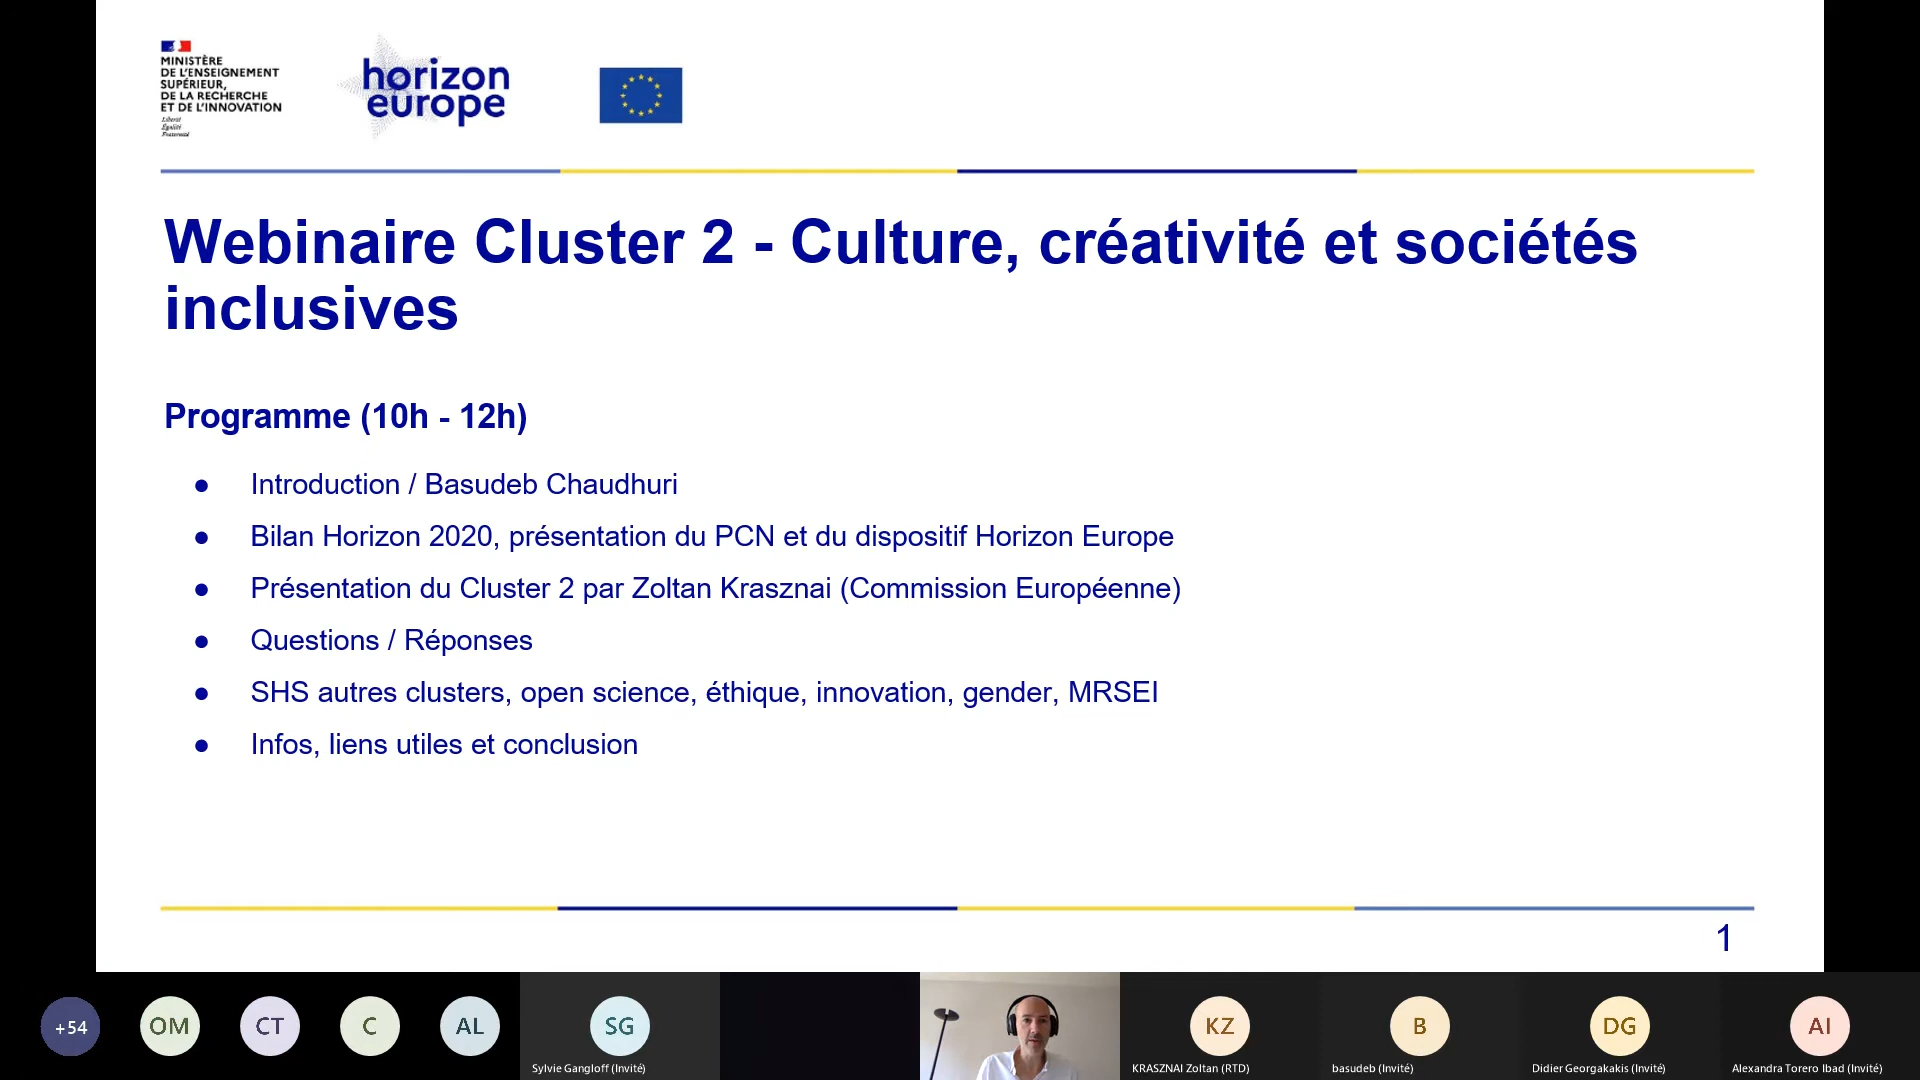 MINISTÈRE
DE L'ENSEIGNEMENT
SUPÉRIEUR,
DE LA RECHERCHE
ET DE L'INNOVATION
Liberté
Égalité
Fraternité
horizon
europe
Webinaire Cluster 2 - Culture, créativité et sociétés
inclusives
Programme (10h - 12h)
● Introduction / Basudeb Chaudhuri
● Bilan Horizon 2020, présentation du PCN et du dispositif Horizon Europe
● Présentation du Cluster 2 par Zoltan Krasznai (Commission Européenne)
● Questions / Réponses
● SHS autres clusters, open science, éthique, innovation, gender, MRSEI
● Infos, liens utiles et conclusion
1
+54
OM
CT
C
AL
SG
KZ
B
DG
AI
Sylvie Gangloff (Invité)
KRASZNAI Zoltan (RTD)
basudeb (Invité)
Didier Georgakakis (Invité)
Alexandra Torero Ibad (Invité)